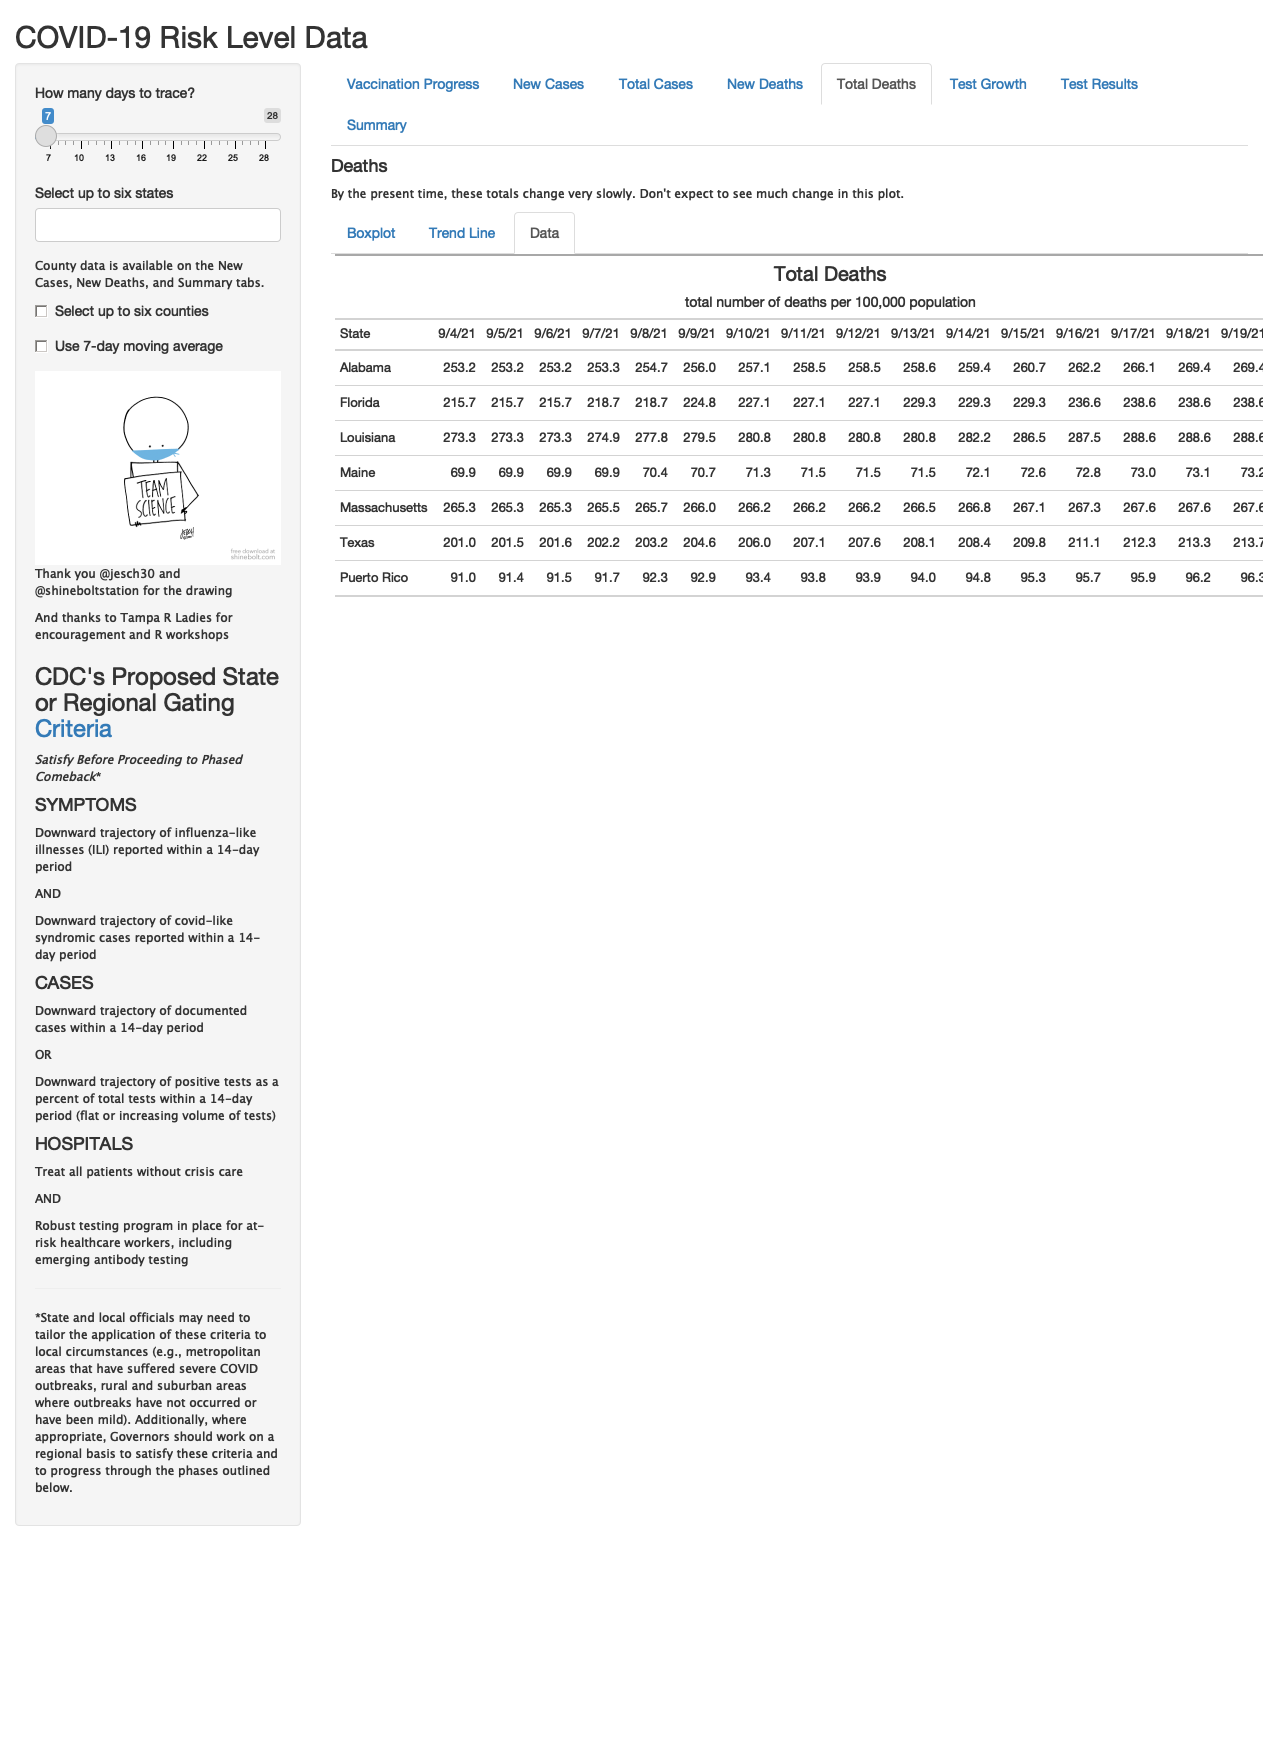 COVID-19 Risk Level Data
How many days to trace?
7 28
7 10 13 16 19 22 25 28
Select up to six states
County data is available on the New
Cases, New Deaths, and Summary tabs.
Select up to six counties
Use 7-day moving average
TEAM
SCIENCE
free download at
shinebolt.com
Thank you @jesch30 and
@shineboltstation for the drawing
And thanks to Tampa R Ladies for
encouragement and R workshops
CDC's Proposed State
or Regional Gating
Criteria
Satisfy Before Proceeding to Phased
Comeback*
SYMPTOMS
Downward trajectory of influenza-like
illnesses (ILI) reported within a 14-day
period
AND
Downward trajectory of covid-like
syndromic cases reported within a 14-
day period
CASES
Downward trajectory of documented
cases within a 14-day period
OR
Downward trajectory of positive tests as a
percent of total tests within a 14-day
period (flat or increasing volume of tests)
HOSPITALS
Treat all patients without crisis care
AND
Robust testing program in place for at-
risk healthcare workers, including
emerging antibody testing
*State and local officials may need to
tailor the application of these criteria to
local circumstances (e.g., metropolitan
areas that have suffered severe COVID
outbreaks, rural and suburban areas
where outbreaks have not occurred or
have been mild). Additionally, where
appropriate, Governors should work on a
regional basis to satisfy these criteria and
to progress through the phases outlined
below.
Vaccination Progress New Cases Total Cases New Deaths Total Deaths Test Growth Test Results
Summary
Deaths
By the present time, these totals change very slowly. Don't expect to see much change in this plot.
Boxplot Trend Line Data
Total Deaths
total number of deaths per 100,000 population
State 9/4/21 9/5/21 9/6/21 9/7/21 9/8/21 9/9/21 9/10/21 9/11/21 9/12/21 9/13/21 9/14/21 9/15/21 9/16/21 9/17/21 9/18/21 9/19/21
Alabama 253.2 253.2 253.2 253.3 254.7 256.0 257.1 258.5 258.5 258.6 259.4 260.7 262.2 266.1 269.4 269.4
Florida 215.7 215.7 215.7 218.7 218.7 224.8 227.1 227.1 227.1 229.3 229.3 229.3 236.6 238.6 238.6 238.6
Louisiana 273.3 273.3 273.3 274.9 277.8 279.5 280.8 280.8 280.8 280.8 282.2 286.5 287.5 288.6 288.6 288.6
Maine 69.9 69.9 69.9 69.9 70.4 70.7 71.3 71.5 71.5 71.5 72.1 72.6 72.8 73.0 73.1 73.2
Massachusetts 265.3 265.3 265.3 265.5 265.7 266.0 266.2 266.2 266.2 266.5 266.8 267.1 267.3 267.6 267.6 267.6
Texas 201.0 201.5 201.6 202.2 203.2 204.6 206.0 207.1 207.6 208.1 208.4 209.8 211.1 212.3 213.3 213.7
Puerto Rico 91.0 91.4 91.5 91.7 92.3 92.9 93.4 93.8 93.9 94.0 94.8 95.3 95.7 95.9 96.2 96.3